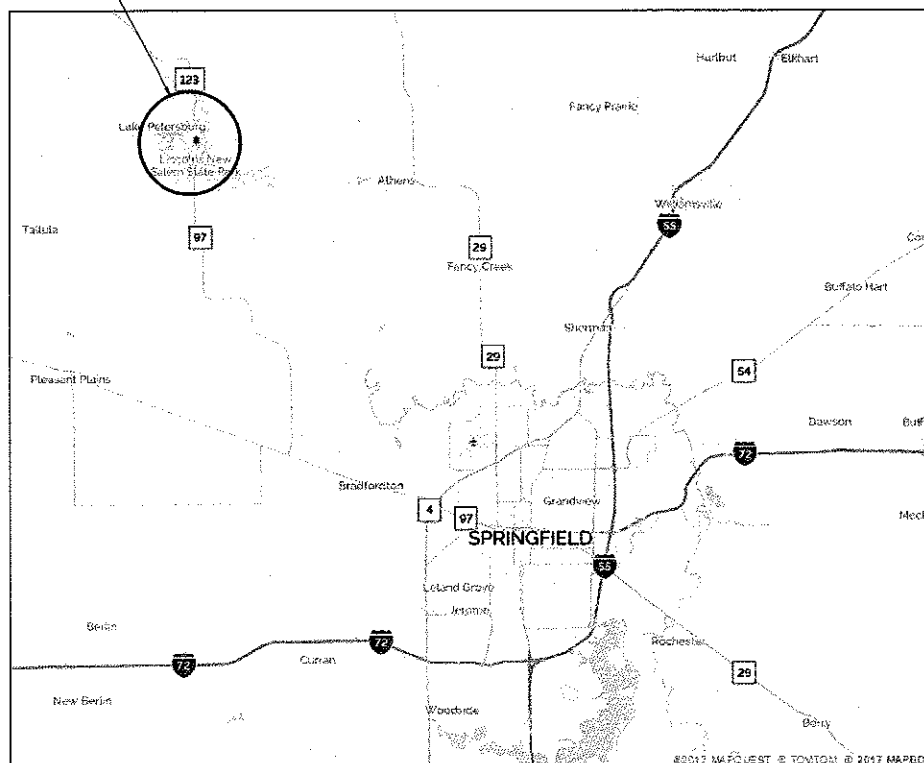 Hurlbut
Elkhart
123
Fancy Prairie
Lake Petersburg
Lincoln's New
Salem State Park
Athens
Williamsville
55
Tallula
97
29
Fancy Creek
Buffalo Hart
Sherman
29
54
Pleasant Plains
Dawson
72
Bradfordton
Grandview
4
97
SPRINGFIELD
55
Leland Grove
Jerome
Berlin
72
Rochester
72
Curran
29
New Berlin
Woodside
Berry
©2017 MAPQUEST © TOMTOM © 2017 MAPBO